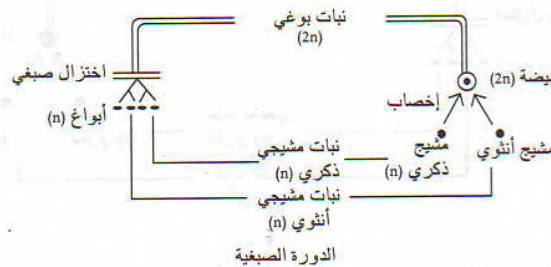 نبات بوغي
(2n)
اختزال صبغي
بيضة (2n)
إخصاب
أبواغ (n)
نبات مشيجي
ذكري (n)
مشيج
ذكري (n)
مشيج أنثوي
نبات مشيجي
أنثوي (n)
الدورة الصبغية